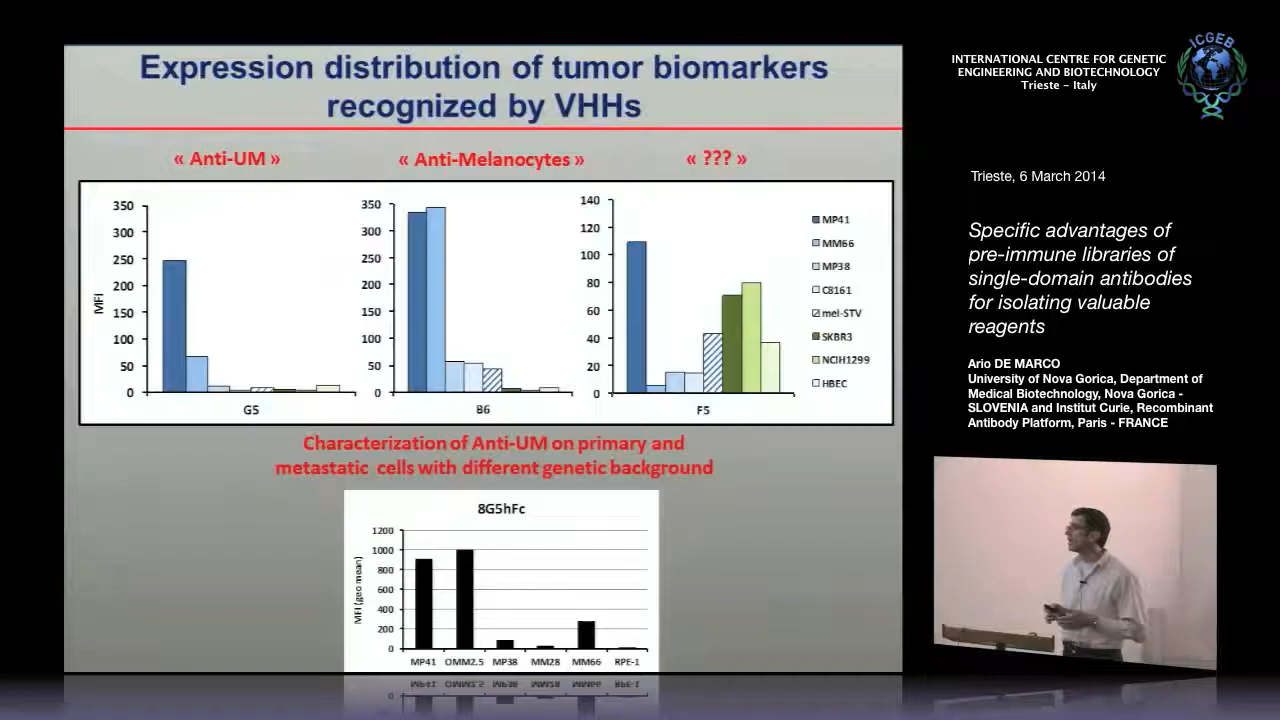 Expression distribution of tumor biomarkers
recognized by VHHs
« Anti-UM »
« Anti-Melanocytes »
« ??? »
350
300
250
200
150
100
50
0
MFI
G5
350
300
250
200
150
100
50
0
B6
140
120
100
80
60
40
20
0
F5
MP41
MM66
MP38
C8161
mel-STV
SKBR3
NCIH1299
HBEC
Characterization of Anti-UM on primary and
metastatic cells with different genetic background
8G5hFc
1200
1000
800
600
400
200
0
MFI (geo mean)
MP41 OMM2.5 MP38 MM28 MM66 RPE-1
INTERNATIONAL CENTRE FOR GENETIC
ENGINEERING AND BIOTECHNOLOGY
Trieste - Italy
ICGEB
Trieste, 6 March 2014
Specific advantages of
pre-immune libraries of
single-domain antibodies
for isolating valuable
reagents
Ario DE MARCO
University of Nova Gorica, Department of
Medical Biotechnology, Nova Gorica -
SLOVENIA and Institut Curie, Recombinant
Antibody Platform, Paris - FRANCE